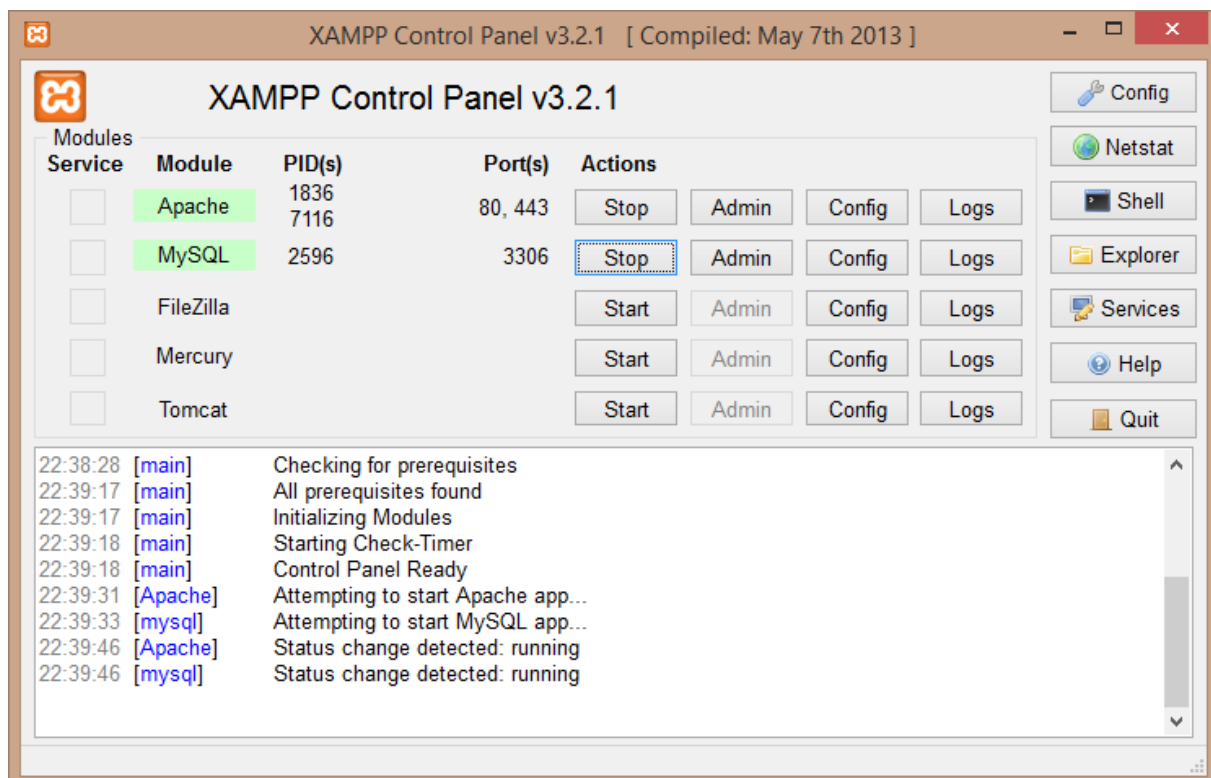 XAMPP Control Panel v3.2.1 [ Compiled: May 7th 2013 ]
XAMPP Control Panel v3.2.1
Config
Modules
Netstat
Service Module PID(s) Port(s) Actions
Apache 1836 7116 80, 443 Stop Admin Config Logs
Shell
MySQL 2596 3306 Stop Admin Config Logs
Explorer
FileZilla Start Admin Config Logs
Services
Mercury Start Admin Config Logs
Help
Tomcat Start Admin Config Logs
Quit
22:38:28 [main] Checking for prerequisites
22:39:17 [main] All prerequisites found
22:39:17 [main] Initializing Modules
22:39:18 [main] Starting Check-Timer
22:39:18 [main] Control Panel Ready
22:39:31 [Apache] Attempting to start Apache app...
22:39:33 [mysql] Attempting to start MySQL app...
22:39:46 [Apache] Status change detected: running
22:39:46 [mysql] Status change detected: running